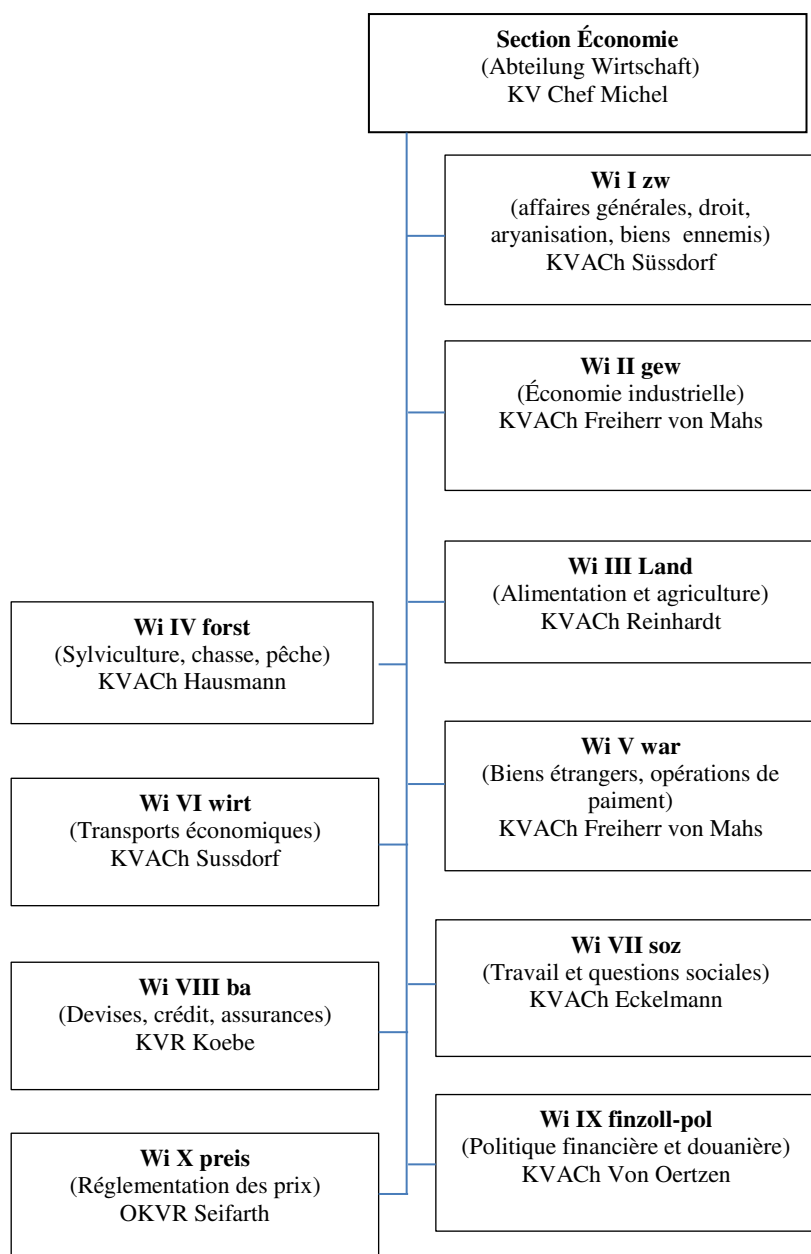 Section Économie
(Abteilung Wirtschaft)
KV Chef Michel
Wi I zw
(affaires générales, droit,
aryanisation, biens ennemis)
KVACh Süssdorf
Wi II gew
(Économie industrielle)
KVACh Freiherr von Mahs
Wi III Land
(Alimentation et agriculture)
KVACh Reinhardt
Wi IV forst
(Sylviculture, chasse, pêche)
KVACh Hausmann
Wi V war
(Biens étrangers, opérations de
paiment)
KVACh Freiherr von Mahs
Wi VI wirt
(Transports économiques)
KVACh Sussdorf
Wi VII soz
(Travail et questions sociales)
KVACh Eckelmann
Wi VIII ba
(Devises, crédit, assurances)
KVR Koebe
Wi IX finzoll-pol
(Politique financière et douanière)
KVACh Von Oertzen
Wi X preis
(Réglementation des prix)
OKVR Seifarth